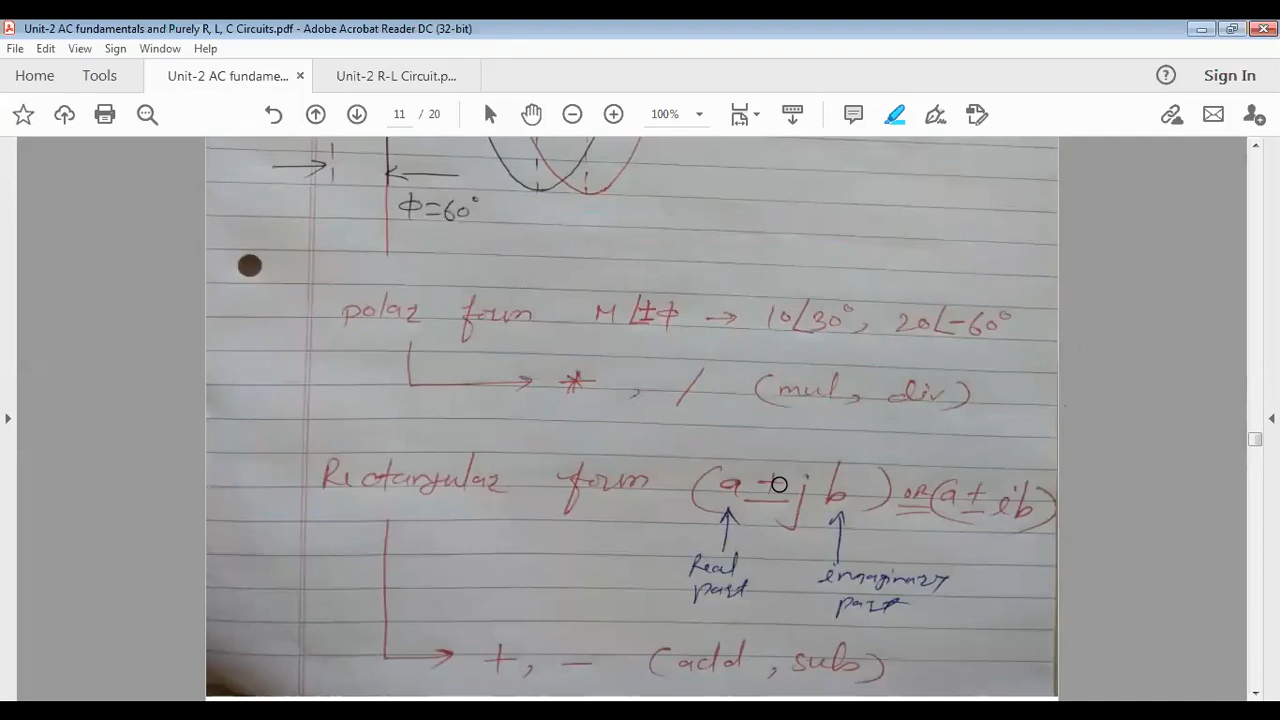 Unit-2 AC fundamentals and Purely R, L, C Circuits.pdf - Adobe Acrobat Reader DC (32-bit)
File Edit View Sign Window Help
Home Tools Unit-2 AC fundame... × Unit-2 R-L Circuit.p... Sign In
11 / 20 100%
ϕ=60°
polar form M∠±ϕ → 10∠30°, 20∠-60°
*, / (mul, div)
Rectangular form (a ± j b) OR (a ± ib)
Real part
imaginary part
+, - (add, sub)